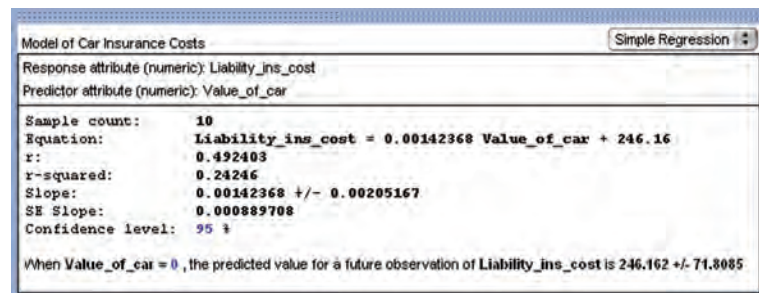 Model of Car Insurance Costs
Simple Regression
Response attribute (numeric): Liability_ins_cost
Predictor attribute (numeric): Value_of_car
Sample count: 10
Equation: Liability_ins_cost = 0.00142368 Value_of_car + 246.16
r: 0.492403
r-squared: 0.24246
Slope: 0.00142368 +/- 0.00205167
SE Slope: 0.000889708
Confidence level: 95 %
When Value_of_car = 0 , the predicted value for a future observation of Liability_ins_cost is 246.162 +/- 71.8085